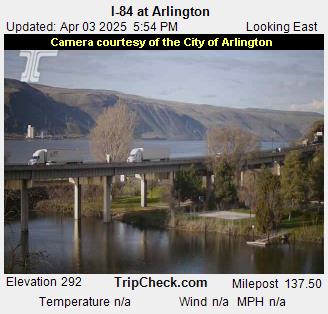 I-84 at Arlington
Updated: Apr 03 2025 5:54 PM Looking East
Camera courtesy of the City of Arlington
Elevation 292 TripCheck.com Milepost 137.50
Temperature n/a Wind n/a MPH n/a